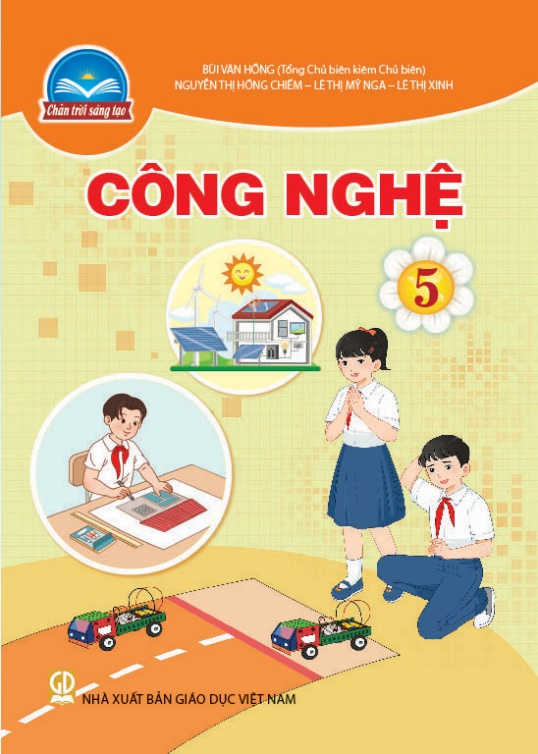 BÙI VĂN HỒNG (Tổng Chủ biên kiêm Chủ biên)
NGUYỄN THỊ HỒNG CHIẾM – LÊ THỊ MỸ NGA – LÊ THỊ XINH
Chân trời sáng tạo
CÔNG NGHỆ
5
GD
NHÀ XUẤT BẢN GIÁO DỤC VIỆT NAM